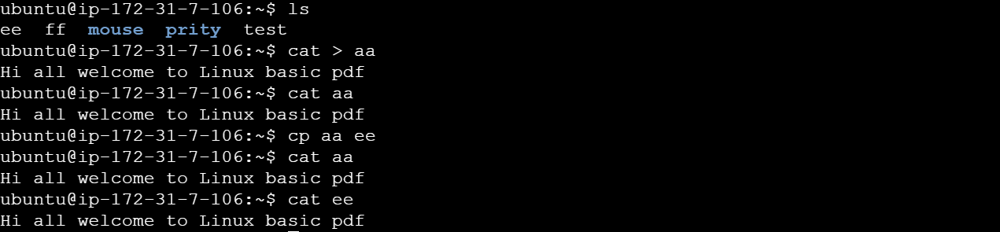 ubuntu@ip-172-31-7-106:~$ ls
ee  ff  mouse  prity  test
ubuntu@ip-172-31-7-106:~$ cat > aa
Hi all welcome to Linux basic pdf
ubuntu@ip-172-31-7-106:~$ cat aa
Hi all welcome to Linux basic pdf
ubuntu@ip-172-31-7-106:~$ cp aa ee
ubuntu@ip-172-31-7-106:~$ cat aa
Hi all welcome to Linux basic pdf
ubuntu@ip-172-31-7-106:~$ cat ee
Hi all welcome to Linux basic pdf